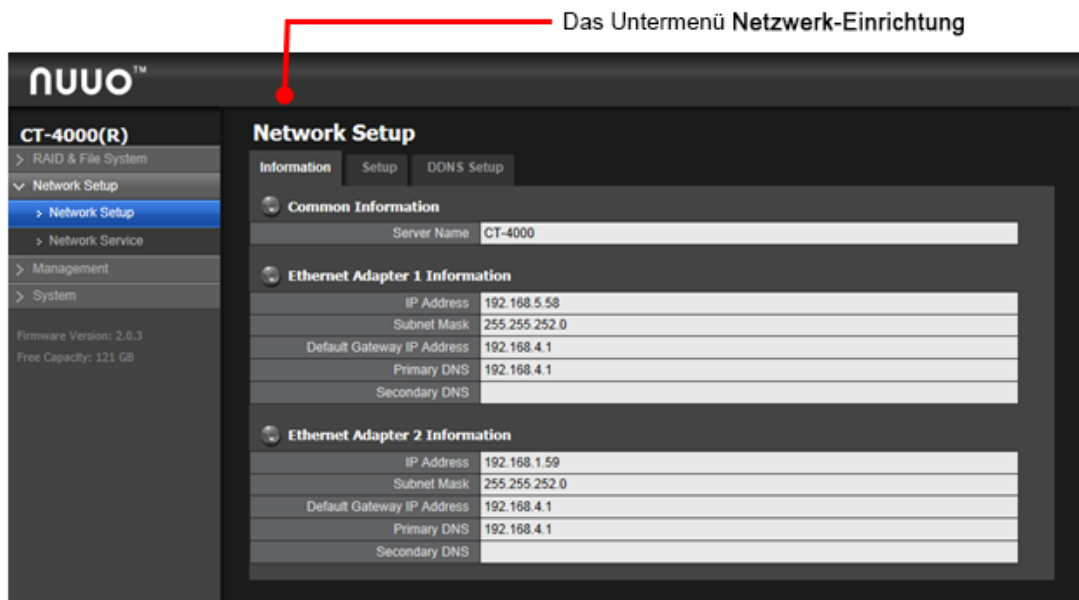 Das Untermenü Netzwerk-Einrichtung
nuuo™
CT-4000(R)
> RAID & File System
Network Setup
> Network Setup
> Network Service
> Management
> System
Firmware Version: 2.0.3
Free Capacity: 121 GB
Network Setup
Information Setup DDNS Setup
Common Information
Server Name CT-4000
Ethernet Adapter 1 Information
IP Address 192.168.5.58
Subnet Mask 255.255.252.0
Default Gateway IP Address 192.168.4.1
Primary DNS 192.168.4.1
Secondary DNS
Ethernet Adapter 2 Information
IP Address 192.168.1.59
Subnet Mask 255.255.252.0
Default Gateway IP Address 192.168.4.1
Primary DNS 192.168.4.1
Secondary DNS